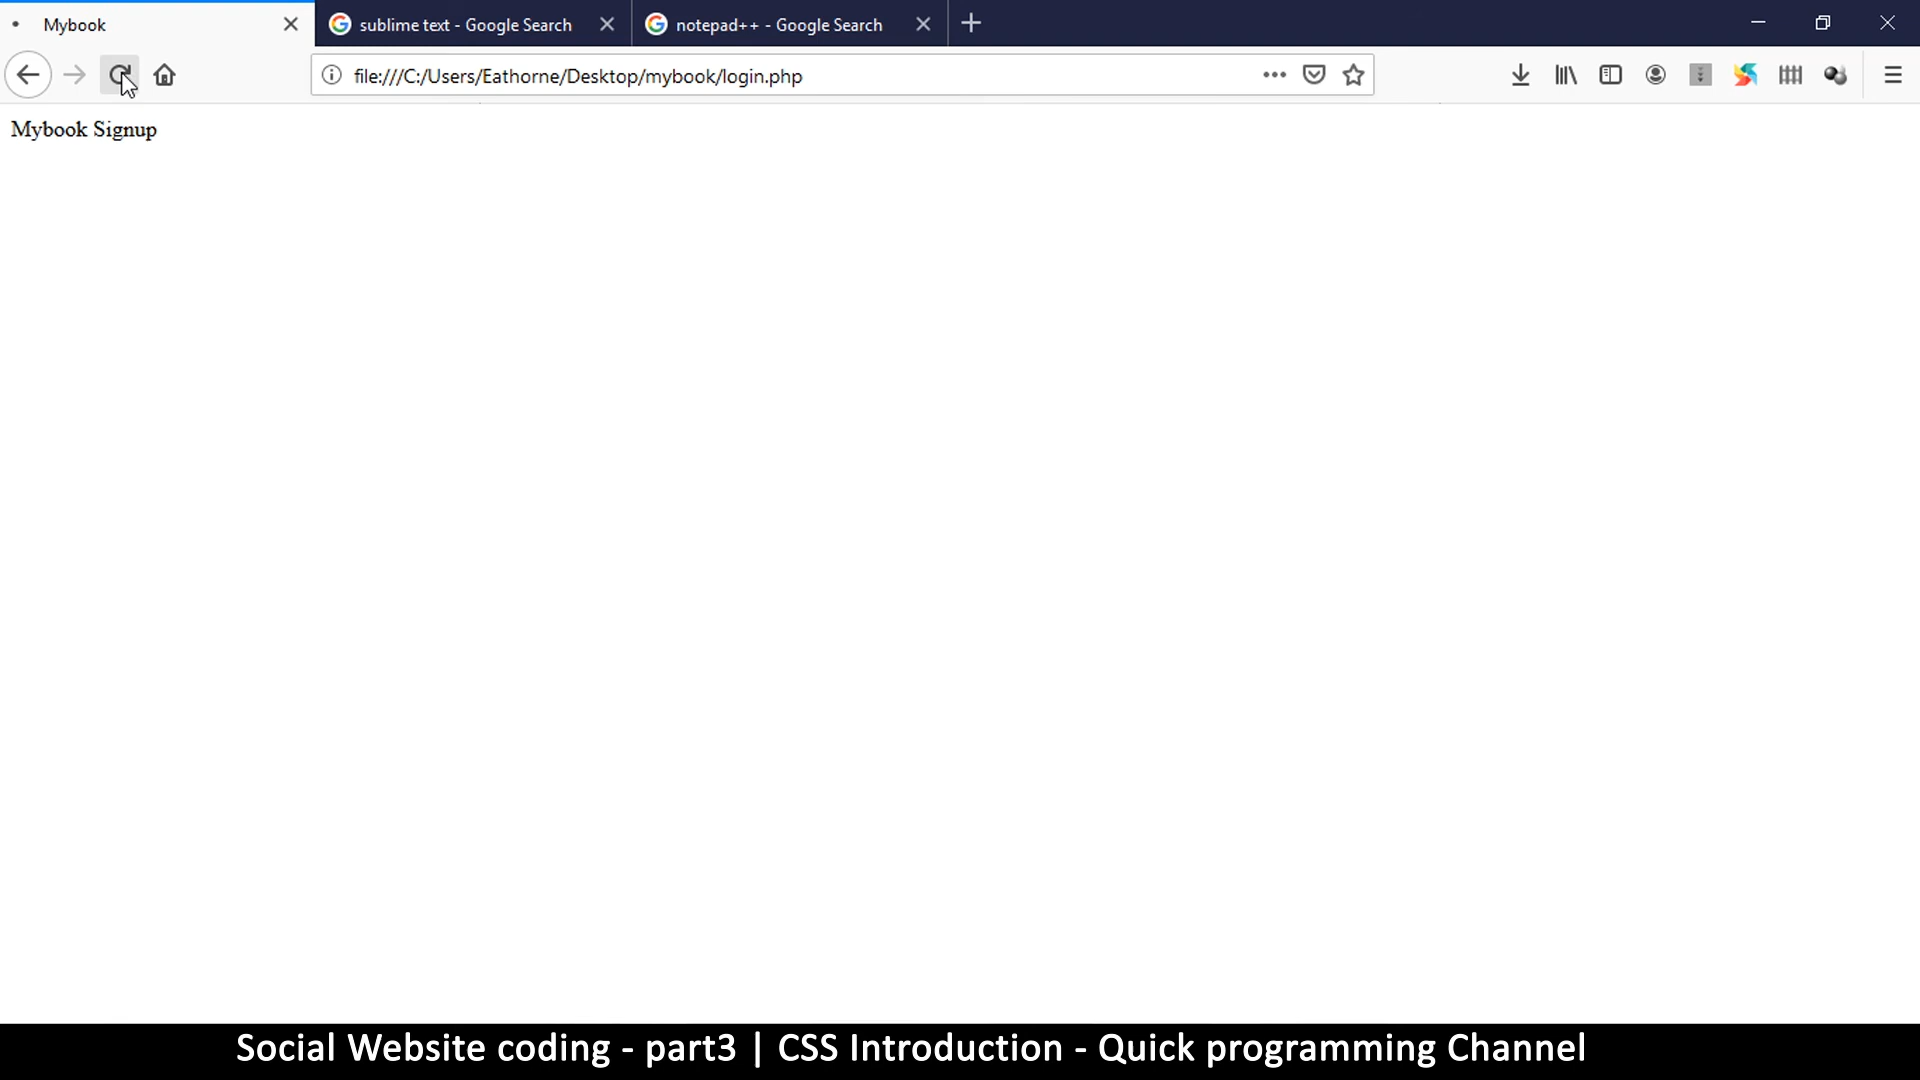 Mybook
sublime text - Google Search
notepad++ - Google Search
file:///C:/Users/Eathorne/Desktop/mybook/login.php
Mybook Signup
Social Website coding - part3 | CSS Introduction - Quick programming Channel